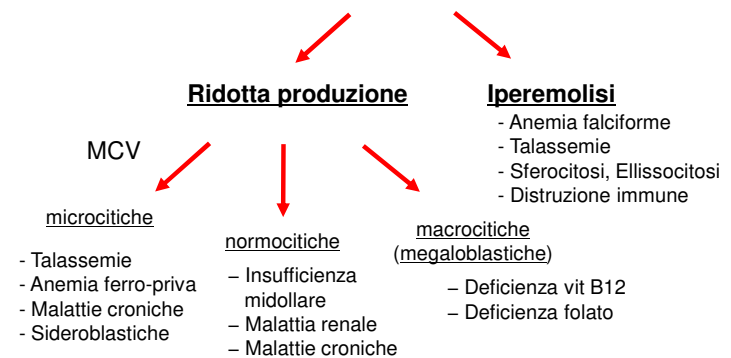 Ridotta produzione
Iperemolisi
- Anemia falciforme
- Talassemie
- Sferocitosi, Ellissocitosi
- Distruzione immune
MCV
microcitiche
- Talassemie
- Anemia ferro-priva
- Malattie croniche
- Sideroblastiche
normocitiche
– Insufficienza
midollare
– Malattia renale
– Malattie croniche
macrocitiche
(megaloblastiche)
– Deficienza vit B12
– Deficienza folato